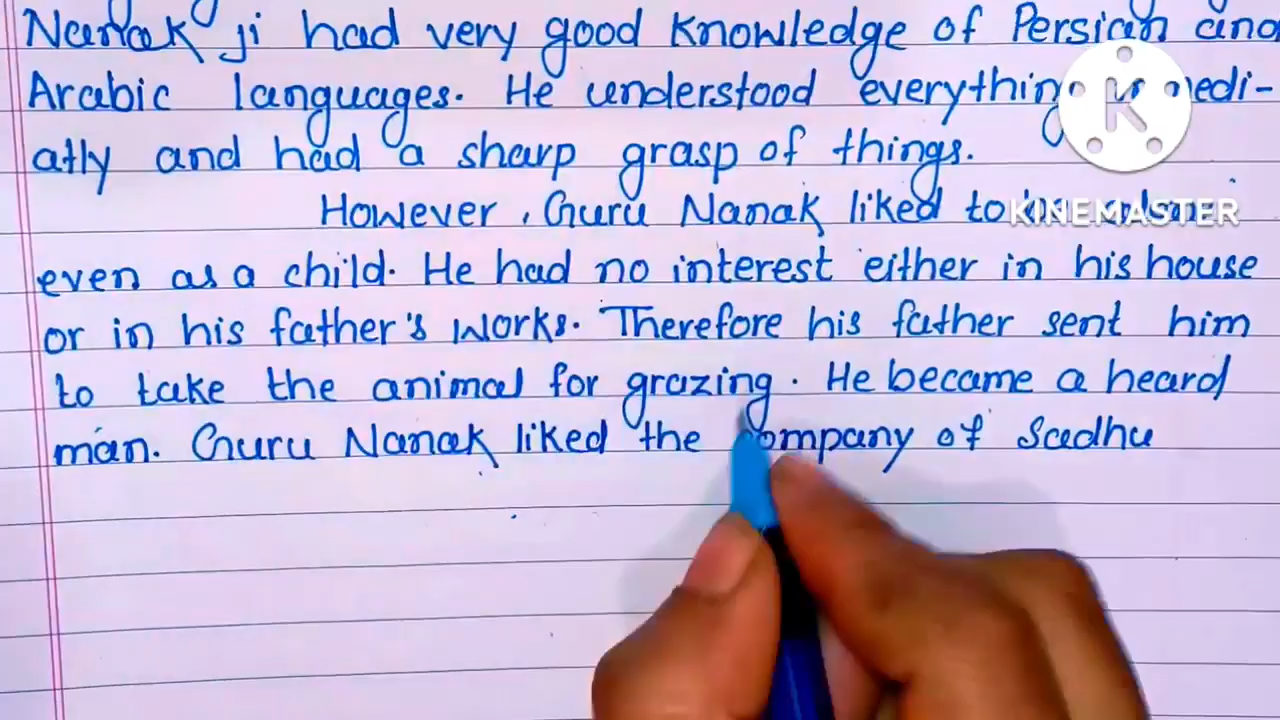 Nanak ji had very good knowledge of Persian and
Arabic languages. He understood everything
atly and had a sharp grasp of things.
However, Guru Nanak liked to
KINEMASTER
even as a child. He had no interest either in his house
or in his father's works. Therefore his father sent him
to take the animal for grazing. He became a heard
man. Guru Nanak liked the company of Sadhu